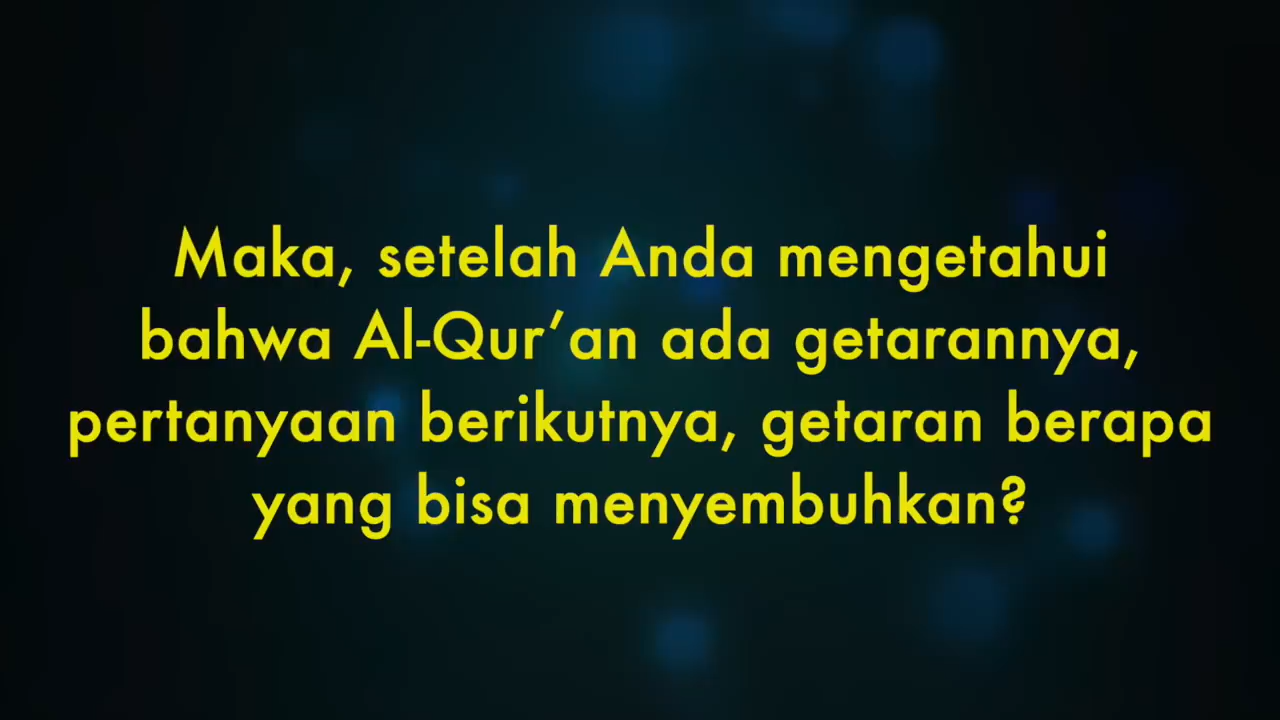 Maka, setelah Anda mengetahui
bahwa Al-Qur’an ada getarannya,
pertanyaan berikutnya, getaran berapa
yang bisa menyembuhkan?